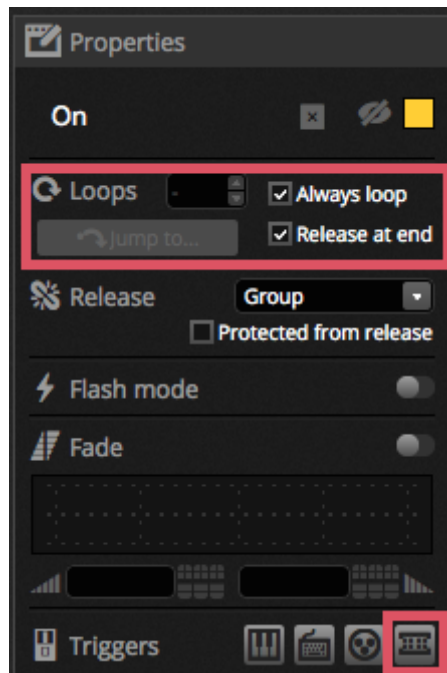 Properties
On
Loops - Always loop
Jump to... Release at end
Release Group
Protected from release
Flash mode
Fade
Triggers